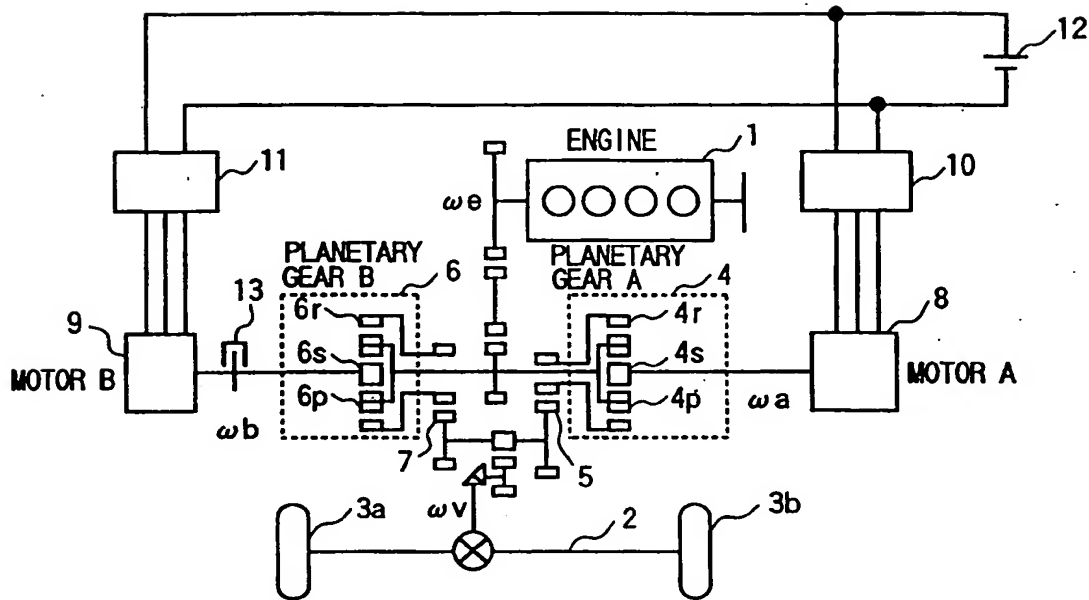 12
11
ENGINE 1
10
ωe
PLANETARY
GEAR B
6
PLANETARY
GEAR A
4
13
9
6r
4r
8
6s
4s
MOTOR B
MOTOR A
6p
4p
ωb
ωa
7
5
ωv
3a
2
3b